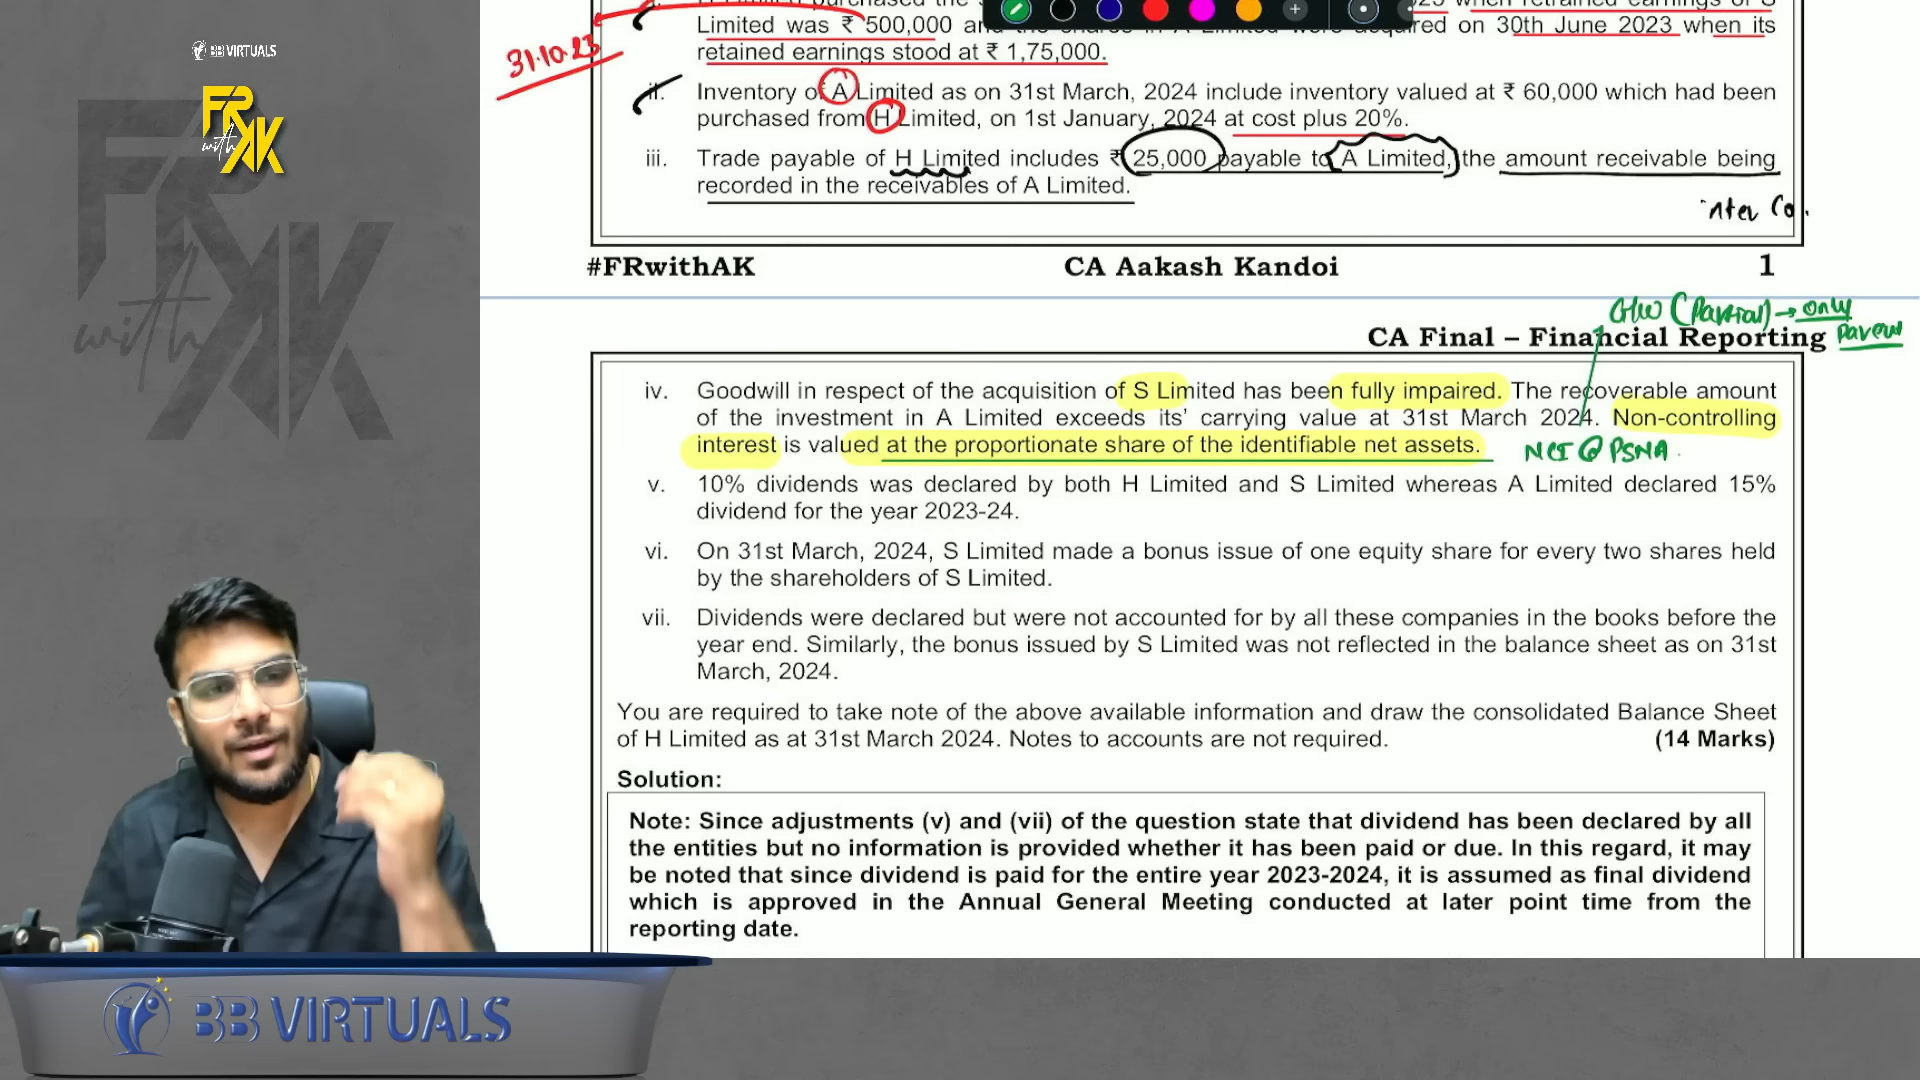 BB VIRTUALS
FR
with
AK
FR
with
AK
31.10.23
Limited was ₹ 500,000 an
red on 30th June 2023 when its
retained earnings stood at ₹ 1,75,000.
ii. Inventory of A Limited as on 31st March, 2024 include inventory valued at ₹ 60,000 which had been
purchased from H Limited, on 1st January, 2024 at cost plus 20%.
iii. Trade payable of H Limited includes ₹ 25,000 payable to A Limited, the amount receivable being
recorded in the receivables of A Limited.
Inter Co.
#FRwithAK CA Aakash Kandoi 1
G/W (Partial) → only
Parent
CA Final – Financial Reporting
iv. Goodwill in respect of the acquisition of S Limited has been fully impaired. The recoverable amount
of the investment in A Limited exceeds its’ carrying value at 31st March 2024. Non-controlling
interest is valued at the proportionate share of the identifiable net assets.
NCI @ PSNA
v. 10% dividends was declared by both H Limited and S Limited whereas A Limited declared 15%
dividend for the year 2023-24.
vi. On 31st March, 2024, S Limited made a bonus issue of one equity share for every two shares held
by the shareholders of S Limited.
vii. Dividends were declared but were not accounted for by all these companies in the books before the
year end. Similarly, the bonus issued by S Limited was not reflected in the balance sheet as on 31st
March, 2024.
You are required to take note of the above available information and draw the consolidated Balance Sheet
of H Limited as at 31st March 2024. Notes to accounts are not required. (14 Marks)
Solution:
Note: Since adjustments (v) and (vii) of the question state that dividend has been declared by all
the entities but no information is provided whether it has been paid or due. In this regard, it may
be noted that since dividend is paid for the entire year 2023-2024, it is assumed as final dividend
which is approved in the Annual General Meeting conducted at later point time from the
reporting date.
BB VIRTUALS